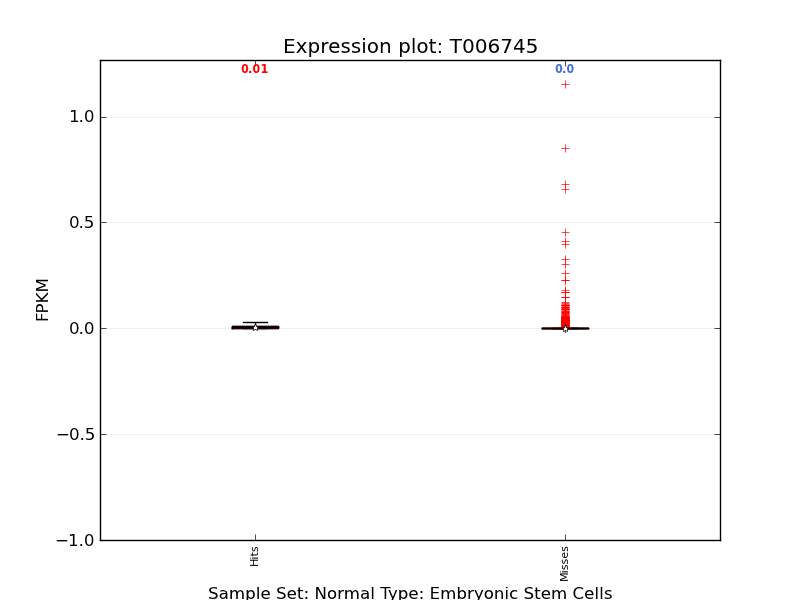 Expression plot: T006745
0.01
0.0
1.0
0.5
0.0
−0.5
−1.0
FPKM
Hits
Misses
Sample Set: Normal Type: Embryonic Stem Cells